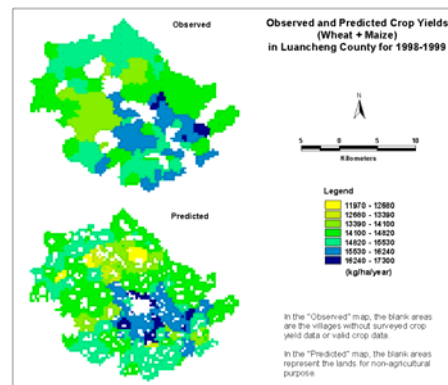 Observed
Observed and Predicted Crop Yields
(Wheat + Maize)
in Luancheng County for 1998-1999
N
5 0 5 10
Kilometers
Legend
11970 - 12680
12680 - 13390
13390 - 14100
14100 - 14820
14820 - 15530
15530 - 16240
16240 - 17300
(kg/ha/year)
Predicted
In the "Observed" map, the blank areas
are the villages without surveyed crop
yield data or valid crop data
In the "Predicted" map, the blank areas
represent the lands for non-agricultural
purpose.